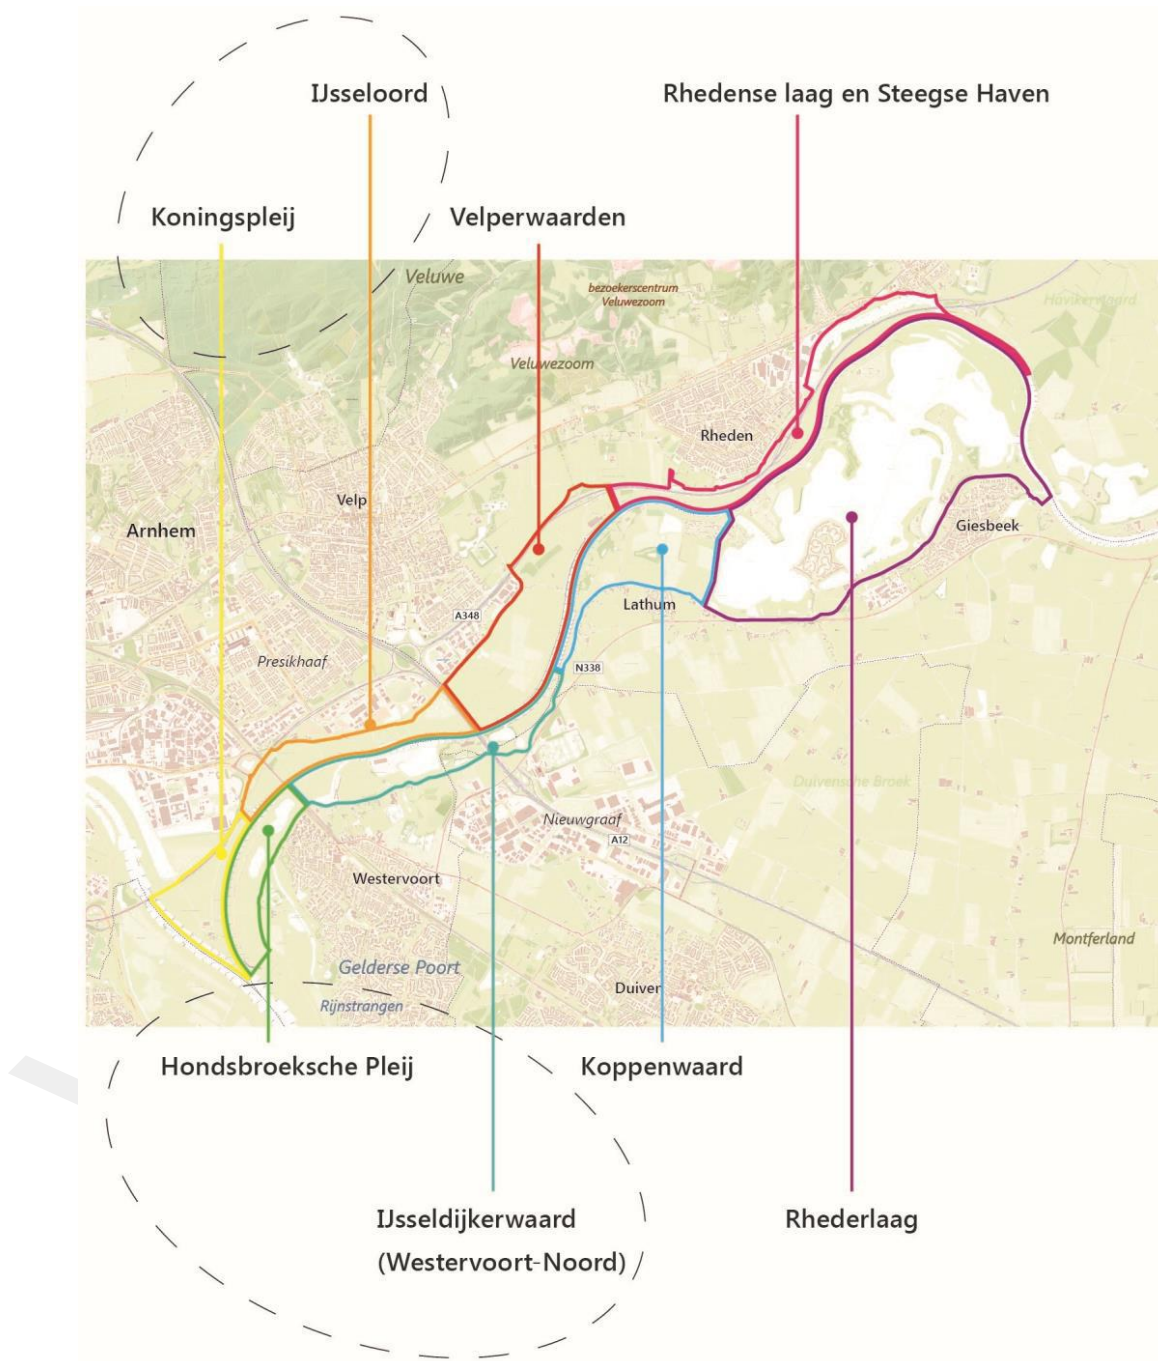 IJsseloord
Rhedense laag en Steegse Haven
Koningspleij
Velperwaarden
Veluwe
bezoekerscentrum
Veluwezoom
Havikerwaard
Veluwezoom
Rheden
Velp
Arnhem
Giesbeek
Lathum
A348
Presikhaaf
N338
Duivensche Broek
Nieuwgraaf
A12
Westervoort
Montferland
Gelderse Poort
Duiven
Rijnstrangen
Hondsbroeksche Pleij
Koppenwaard
IJsseldijkerwaard
(Westervoort-Noord)
Rhederlaag